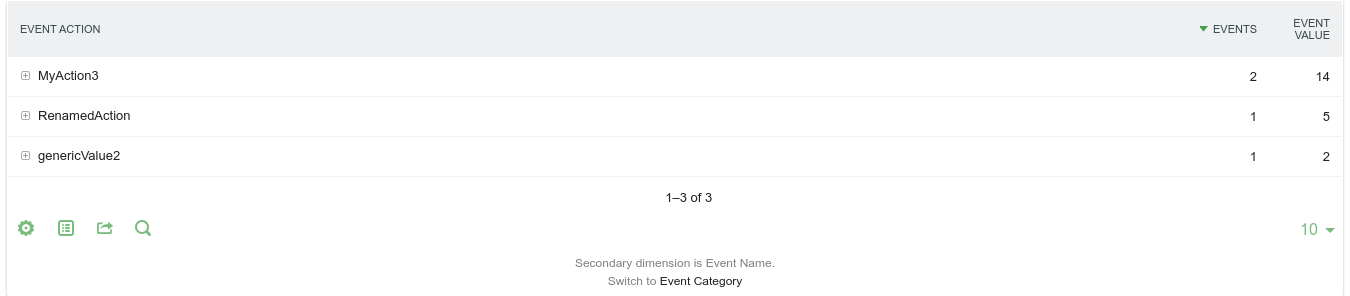 EVENT ACTION EVENTS EVENT VALUE
MyAction3 2 14
RenamedAction 1 5
genericValue2 1 2
1–3 of 3
10
Secondary dimension is Event Name.
Switch to Event Category